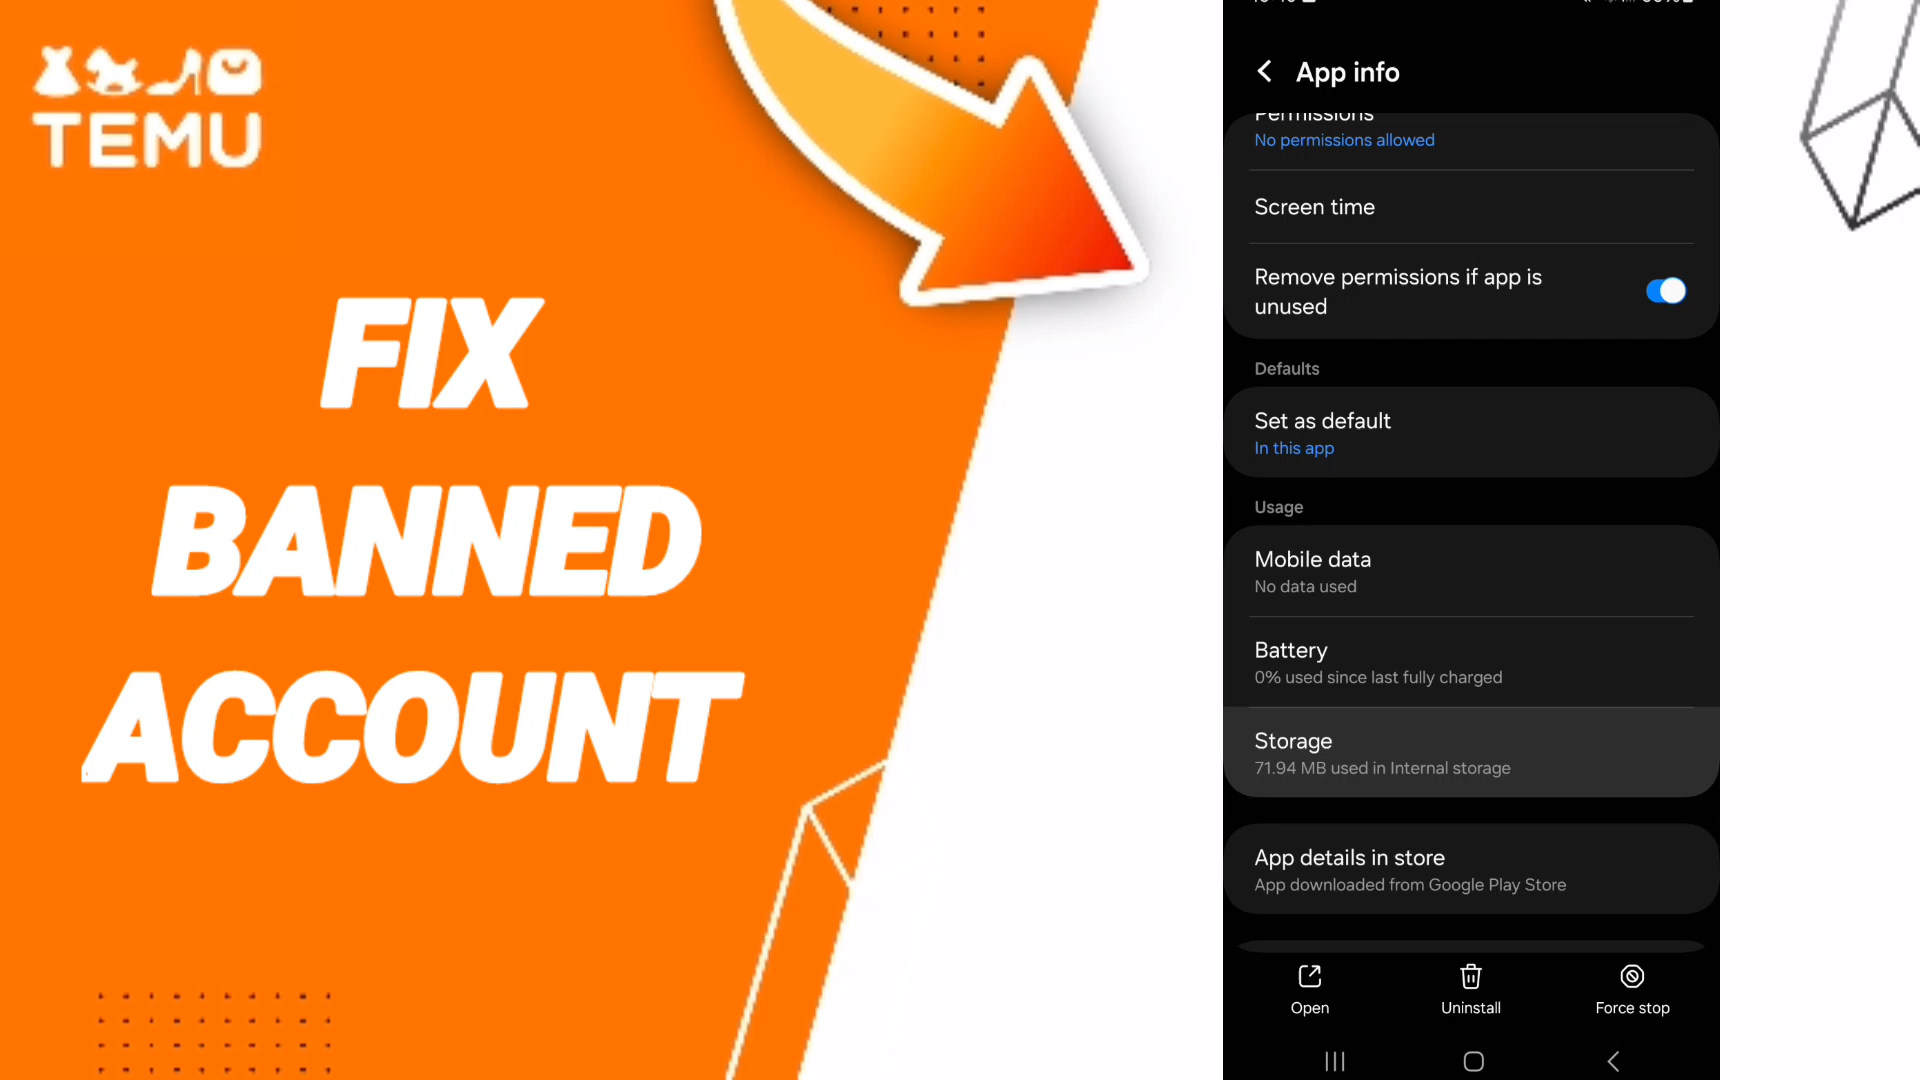 TEMU
FIX
BANNED
ACCOUNT
App info
Permissions
No permissions allowed
Screen time
Remove permissions if app is
unused
Defaults
Set as default
In this app
Usage
Mobile data
No data used
Battery
0% used since last fully charged
Storage
71.94 MB used in Internal storage
App details in store
App downloaded from Google Play Store
Open
Uninstall
Force stop